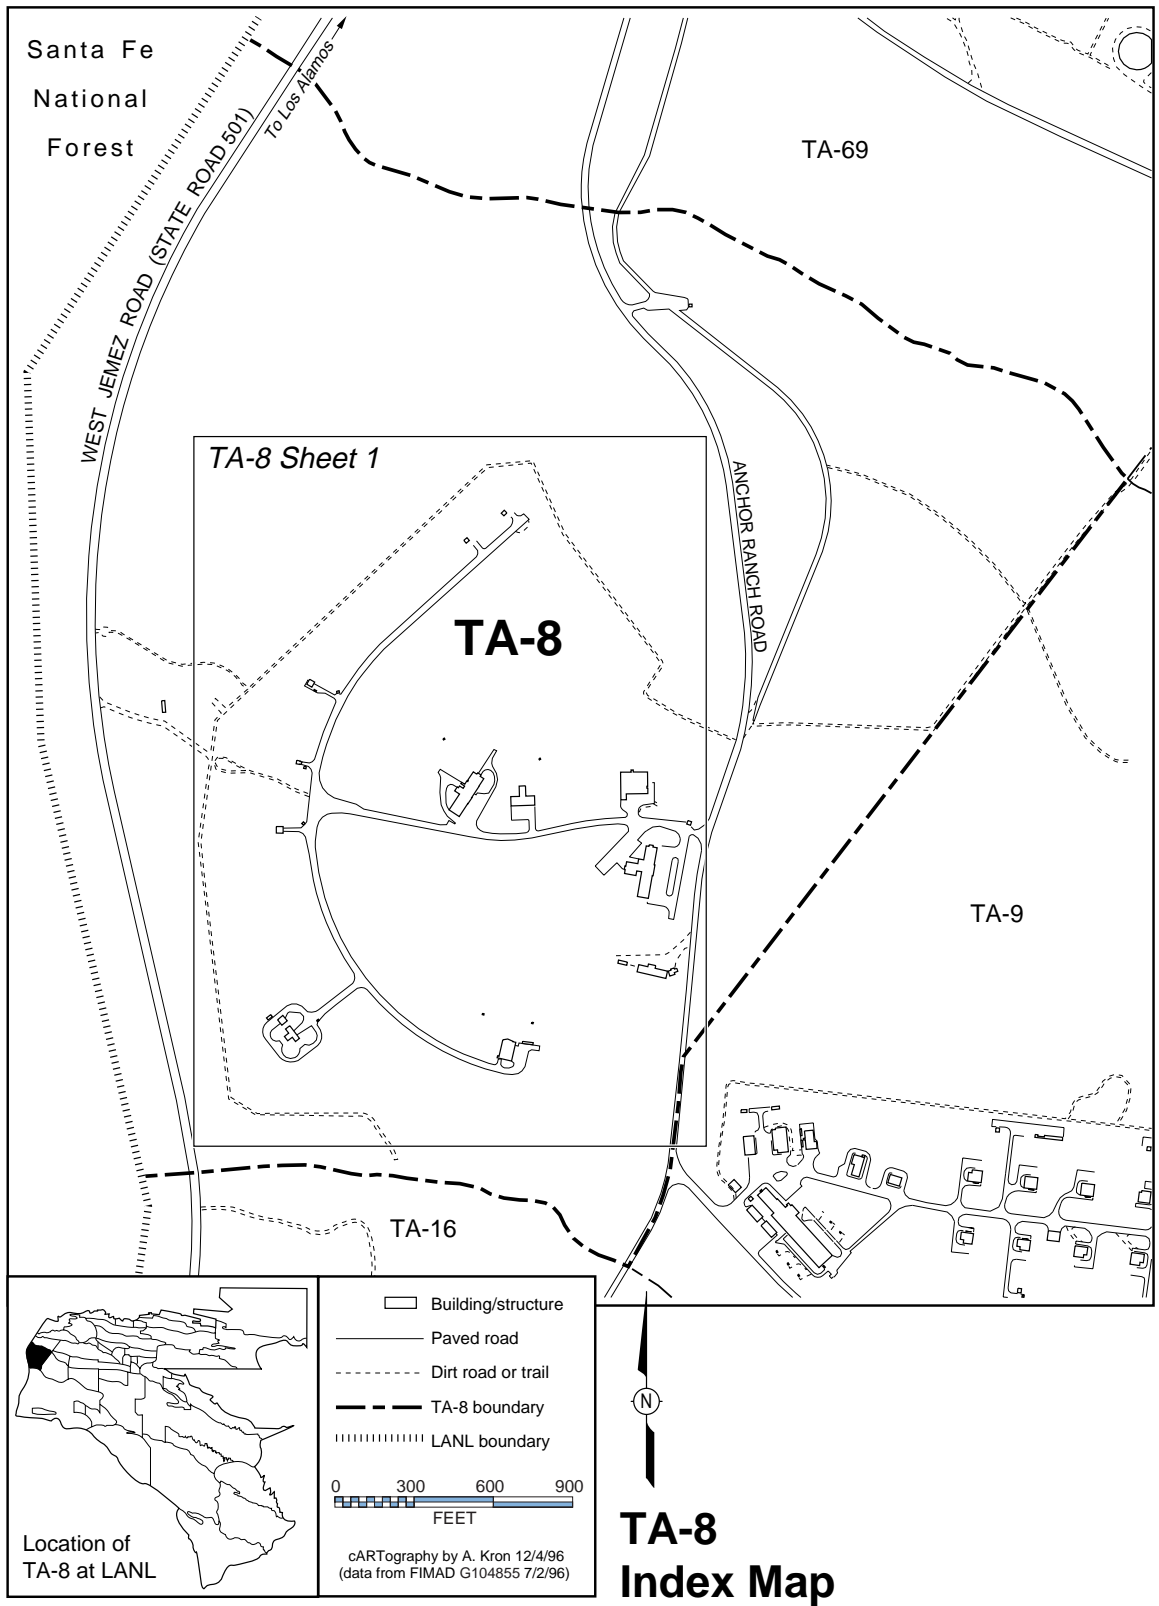 Santa Fe
National
Forest
To Los Alamos
WEST JEMEZ ROAD (STATE ROAD 501)
TA-69
TA-8 Sheet 1
ANCHOR RANCH ROAD
TA-8
TA-9
TA-16
Building/structure
Paved road
Dirt road or trail
TA-8 boundary
LANL boundary
0 300 600 900
FEET
cARTography by A. Kron 12/4/96
(data from FIMAD G104855 7/2/96)
Location of
TA-8 at LANL
N
TA-8
Index Map